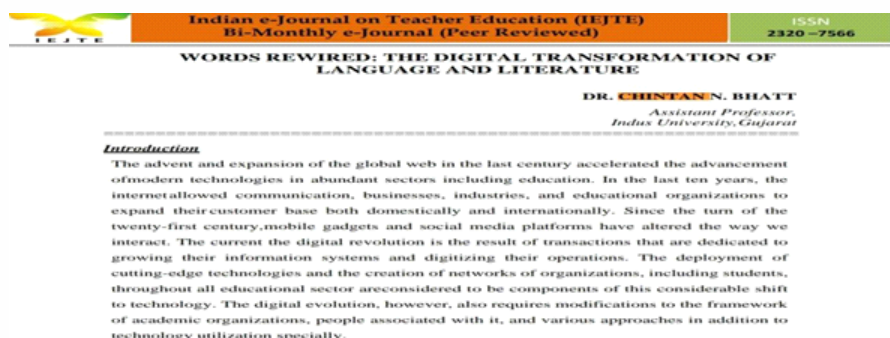 Indian e-Journal on Teacher Education (IEJTE)
Bi-Monthly e-Journal (Peer Reviewed)
ISSN
2320 –7566
I E J T E
WORDS REWIRED: THE DIGITAL TRANSFORMATION OF
LANGUAGE AND LITERATURE
DR. CHINTAN N. BHATT
Assistant Professor,
Indus University,Gujarat
Introduction
The advent and expansion of the global web in the last century accelerated the advancement
ofmodern technologies in abundant sectors including education. In the last ten years, the
internetallowed communication, businesses, industries, and educational organizations to
expand theircustomer base both domestically and internationally. Since the turn of the
twenty-first century,mobile gadgets and social media platforms have altered the way we
interact. The current the digital revolution is the result of transactions that are dedicated to
growing their information systems and digitizing their operations. The deployment of
cutting-edge technologies and the creation of networks of organizations, including students,
throughout all educational sector areconsidered to be components of this considerable shift
to technology. The digital evolution, however, also requires modifications to the framework
of academic organizations, people associated with it, and various approaches in addition to
technology utilization specially.